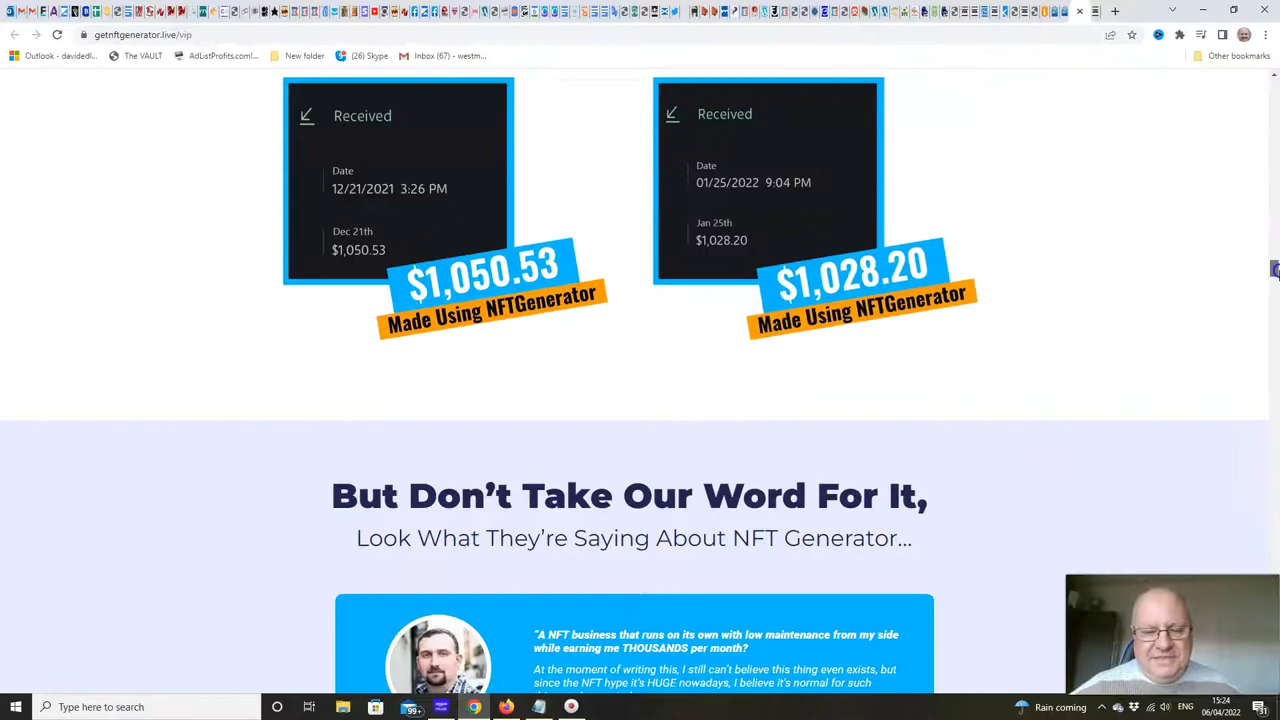 getnftgenerator.live/vip
Outlook - davidedl...
The VAULT
AdListProfits.com!...
New folder
(26) Skype
Inbox (67) - westm...
Other bookmarks
Received
Date
12/21/2021 3:26 PM
Dec 21th
$1,050.53
$1,050.53
Made Using NFTGenerator
Received
Date
01/25/2022 9:04 PM
Jan 25th
$1,028.20
$1,028.20
Made Using NFTGenerator
But Don't Take Our Word For It,
Look What They're Saying About NFT Generator...
"A NFT business that runs on its own with low maintenance from my side
while earning me THOUSANDS per month?
At the moment of writing this, I still can't believe this thing even exists, but
since the NFT hype it's HUGE nowadays, I believe it's normal for such
Type here to search
99+
Rain coming
ENG
15:24
06/04/2022